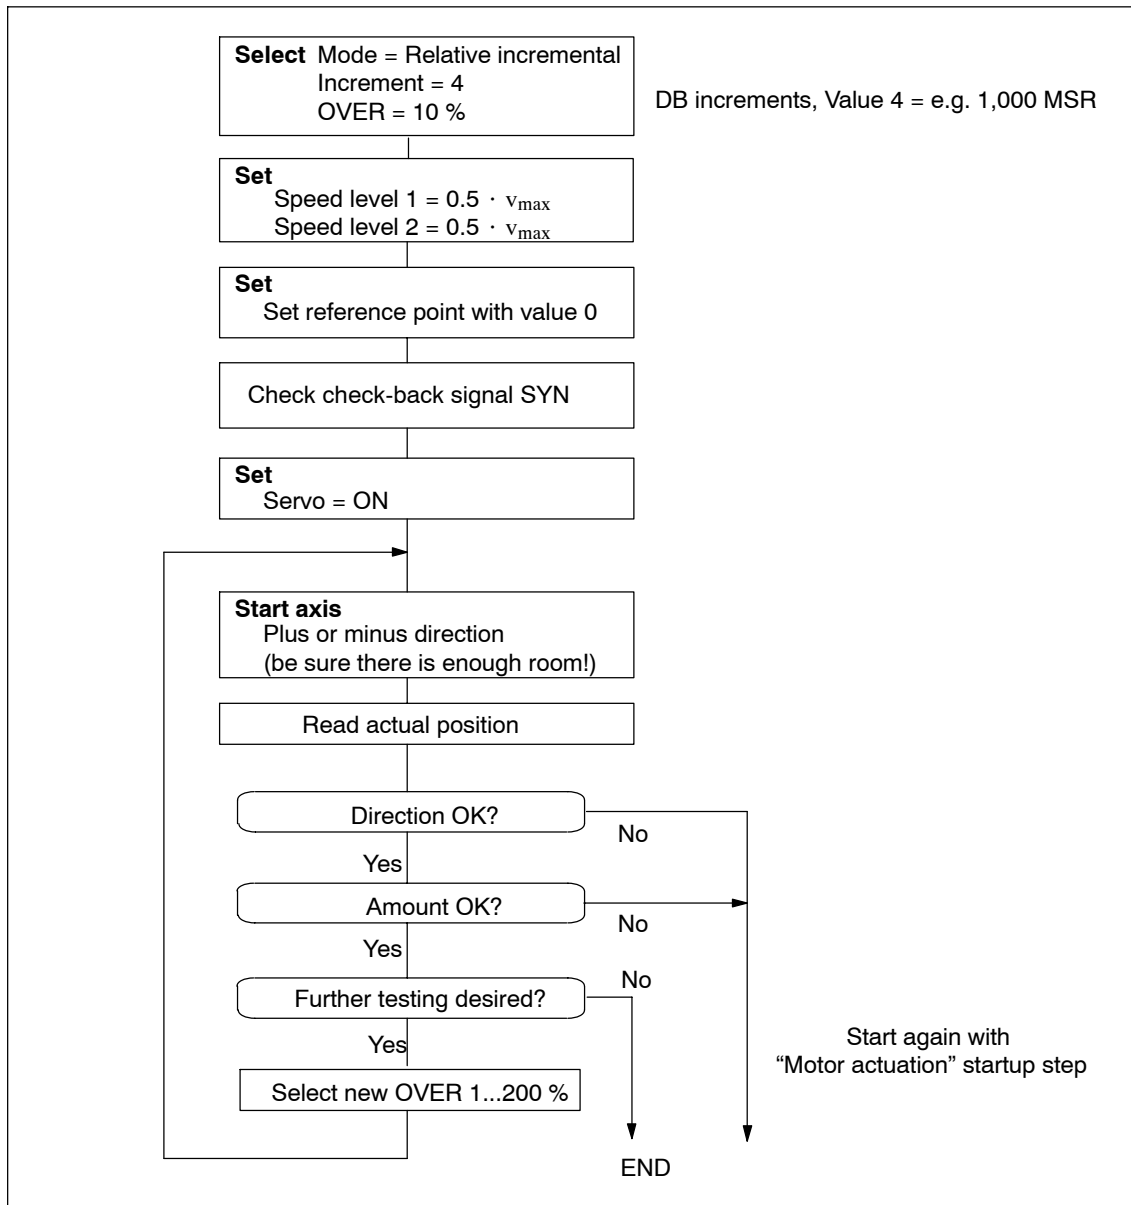 Select Mode = Relative incremental
Increment = 4
OVER = 10 %
DB increments, Value 4 = e.g. 1,000 MSR
Set
Speed level 1 = 0.5 · vmax
Speed level 2 = 0.5 · vmax
Set
Set reference point with value 0
Check check-back signal SYN
Set
Servo = ON
Start axis
Plus or minus direction
(be sure there is enough room!)
Read actual position
Direction OK?
No
Yes
Amount OK?
No
Yes
No
Further testing desired?
Yes
Start again with
“Motor actuation” startup step
Select new OVER 1...200 %
END